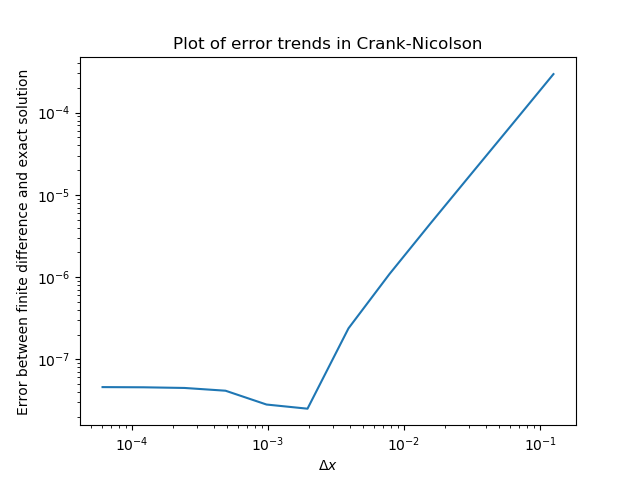 Plot of error trends in Crank-Nicolson
Error between finite difference and exact solution
10⁻⁴
10⁻⁵
10⁻⁶
10⁻⁷
10⁻⁴ 10⁻³ 10⁻² 10⁻¹
Δx